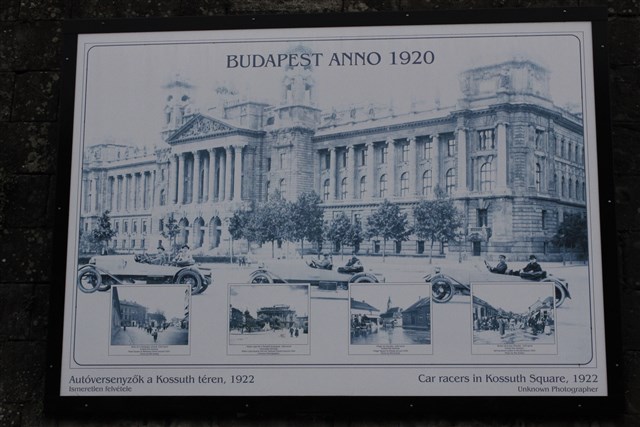 BUDAPEST ANNO 1920
Autóversenyzők a Kossuth téren, 1922
Ismeretlen felvétele
Car racers in Kossuth Square, 1922
Unknown Photographer